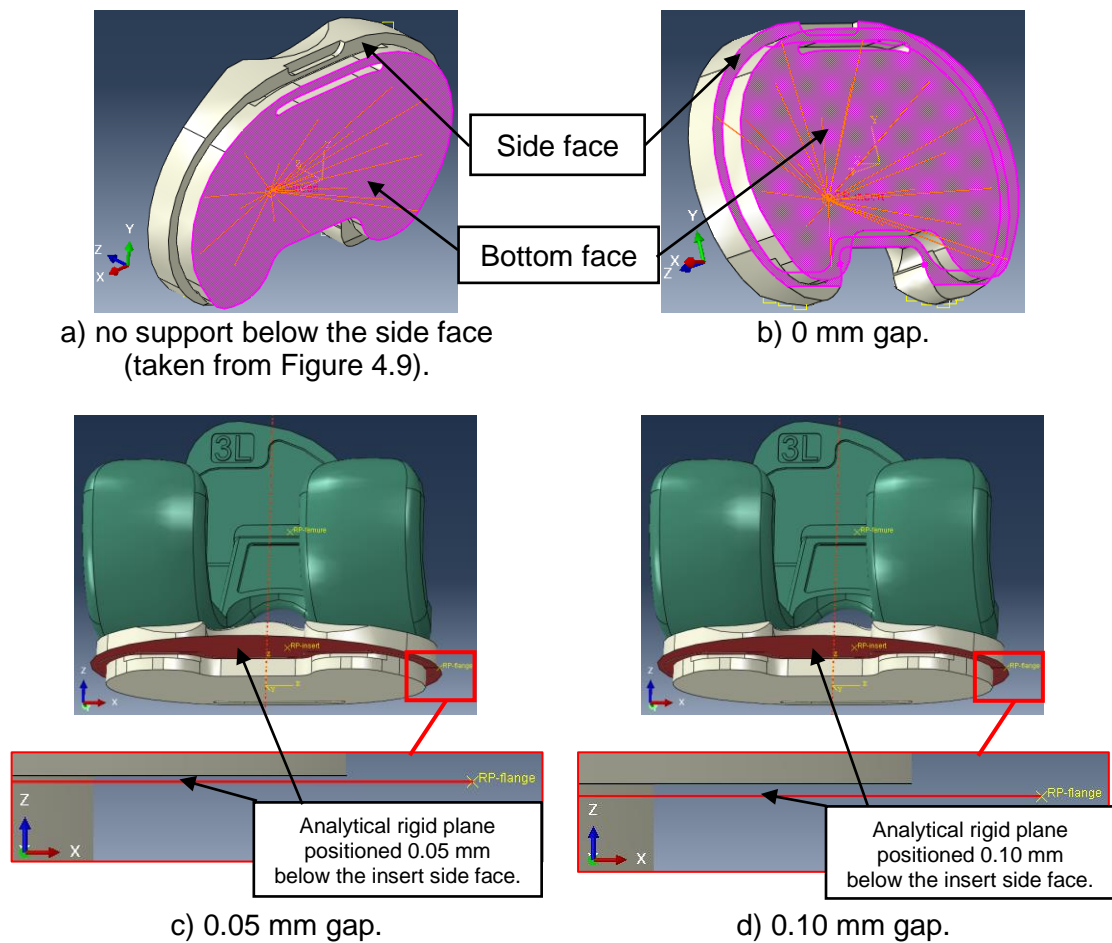 Side face
Bottom face
Y
Z
X
Y
X
Z
a) no support below the side face
(taken from Figure 4.9).
b) 0 mm gap.
3L
RP-femure
RP-insert
RP-flange
Z
X
3L
RP-femure
RP-insert
RP-flange
Z
X
RP-flange
Z
X
Analytical rigid plane
positioned 0.05 mm
below the insert side face.
RP-flange
Z
X
Analytical rigid plane
positioned 0.10 mm
below the insert side face.
c) 0.05 mm gap.
d) 0.10 mm gap.